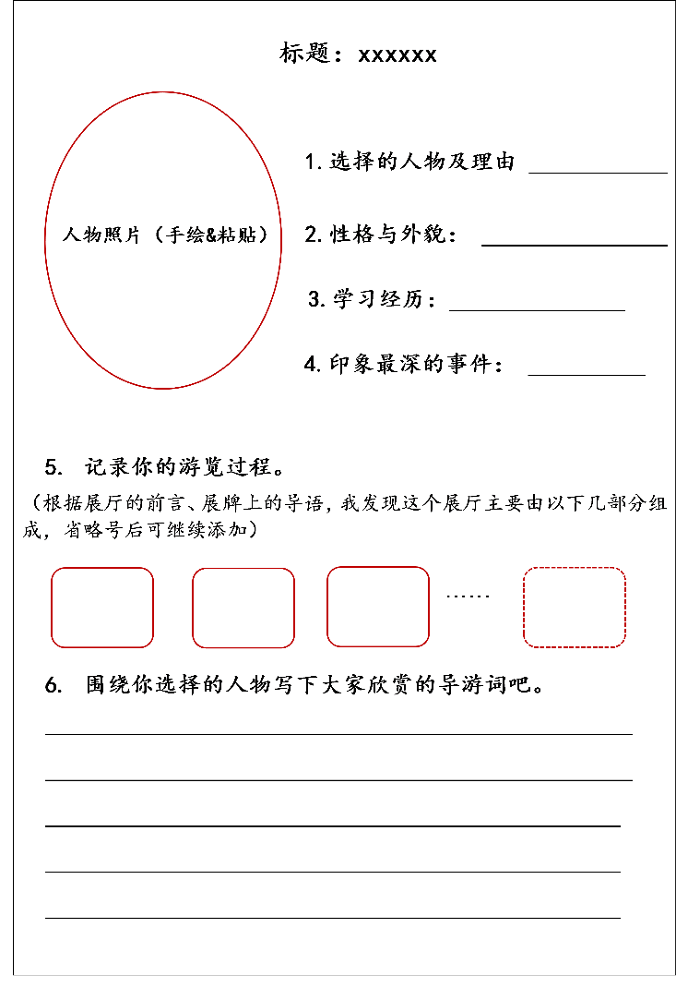 标题：xxxxxx
1.选择的人物及理由
人物照片（手绘&粘贴）
2.性格与外貌：
3.学习经历：
4.印象最深的事件：
5. 记录你的游览过程。
（根据展厅的前言、展牌上的导语，我发现这个展厅主要由以下几部分组
成，省略号后可继续添加）
……
6. 围绕你选择的人物写下大家欣赏的导游词吧。